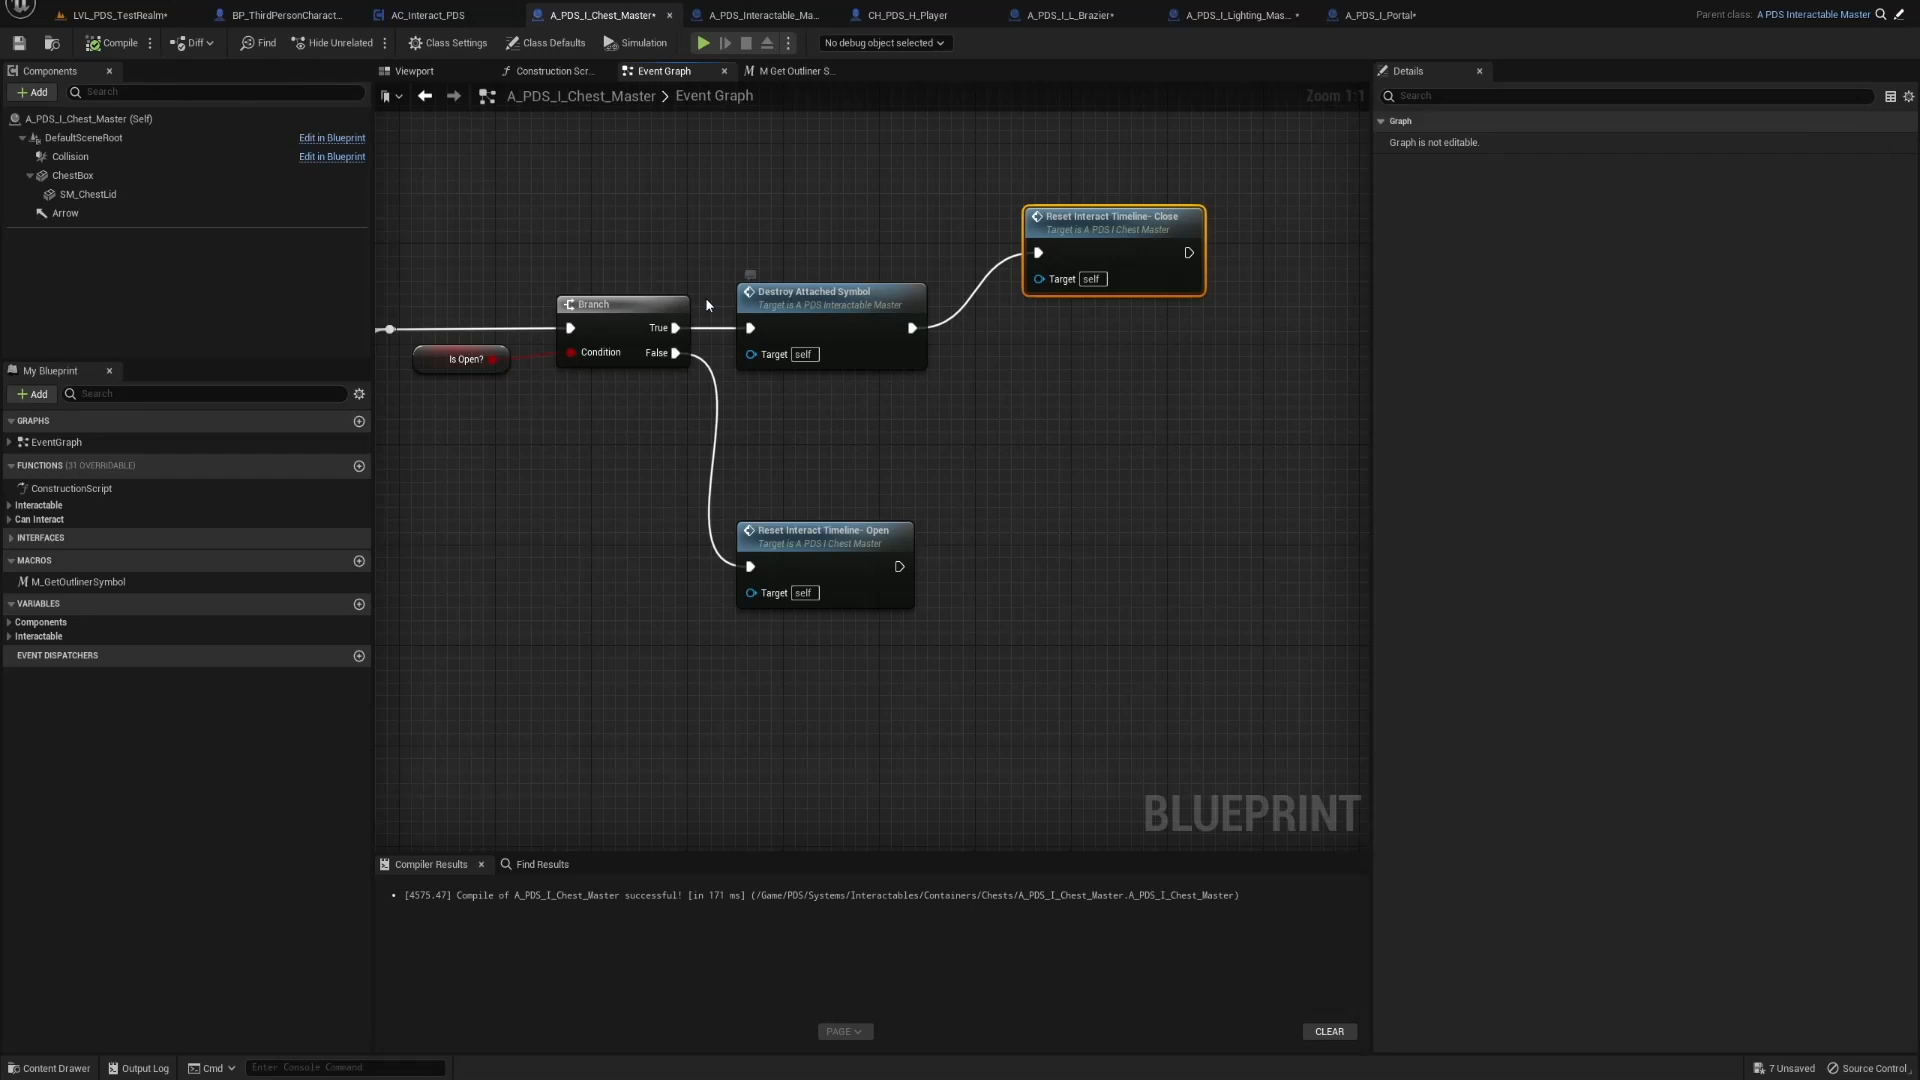 LVL_PDS_TestRealm*
BP_ThirdPersonCharact...
AC_Interact_PDS
A_PDS_I_Chest_Master*
A_PDS_Interactable_Ma...
CH_PDS_H_Player
A_PDS_I_L_Brazier*
A_PDS_I_Lighting_Mas... *
A_PDS_I_Portal*
Parent class: A PDS Interactable Master
Compile
Diff
Find
Hide Unrelated
Class Settings
Class Defaults
Simulation
No debug object selected
Components
Add
Search
A_PDS_I_Chest_Master (Self)
DefaultSceneRoot
Edit in Blueprint
Collision
Edit in Blueprint
ChestBox
SM_ChestLid
Arrow
My Blueprint
Add
Search
GRAPHS
EventGraph
FUNCTIONS (31 OVERRIDABLE)
ConstructionScript
Interactable
Can Interact
INTERFACES
MACROS
M_GetOutlinerSymbol
VARIABLES
Components
Interactable
EVENT DISPATCHERS
Viewport
Construction Scr...
Event Graph
M Get Outliner S...
A_PDS_I_Chest_Master > Event Graph
Zoom 1:1
Reset Interact Timeline- Close
Target is A PDS I Chest Master
Target self
Branch
True
Condition
False
Is Open?
Destroy Attached Symbol
Target is A PDS Interactable Master
Target self
Reset Interact Timeline- Open
Target is A PDS I Chest Master
Target self
BLUEPRINT
Compiler Results
Find Results
[4575.47] Compile of A_PDS_I_Chest_Master successful! [in 171 ms] (/Game/PDS/Systems/Interactables/Containers/Chests/A_PDS_I_Chest_Master.A_PDS_I_Chest_Master)
PAGE
CLEAR
Details
Search
Graph
Graph is not editable.
Content Drawer
Output Log
Cmd
Enter Console Command
7 Unsaved
Source Control